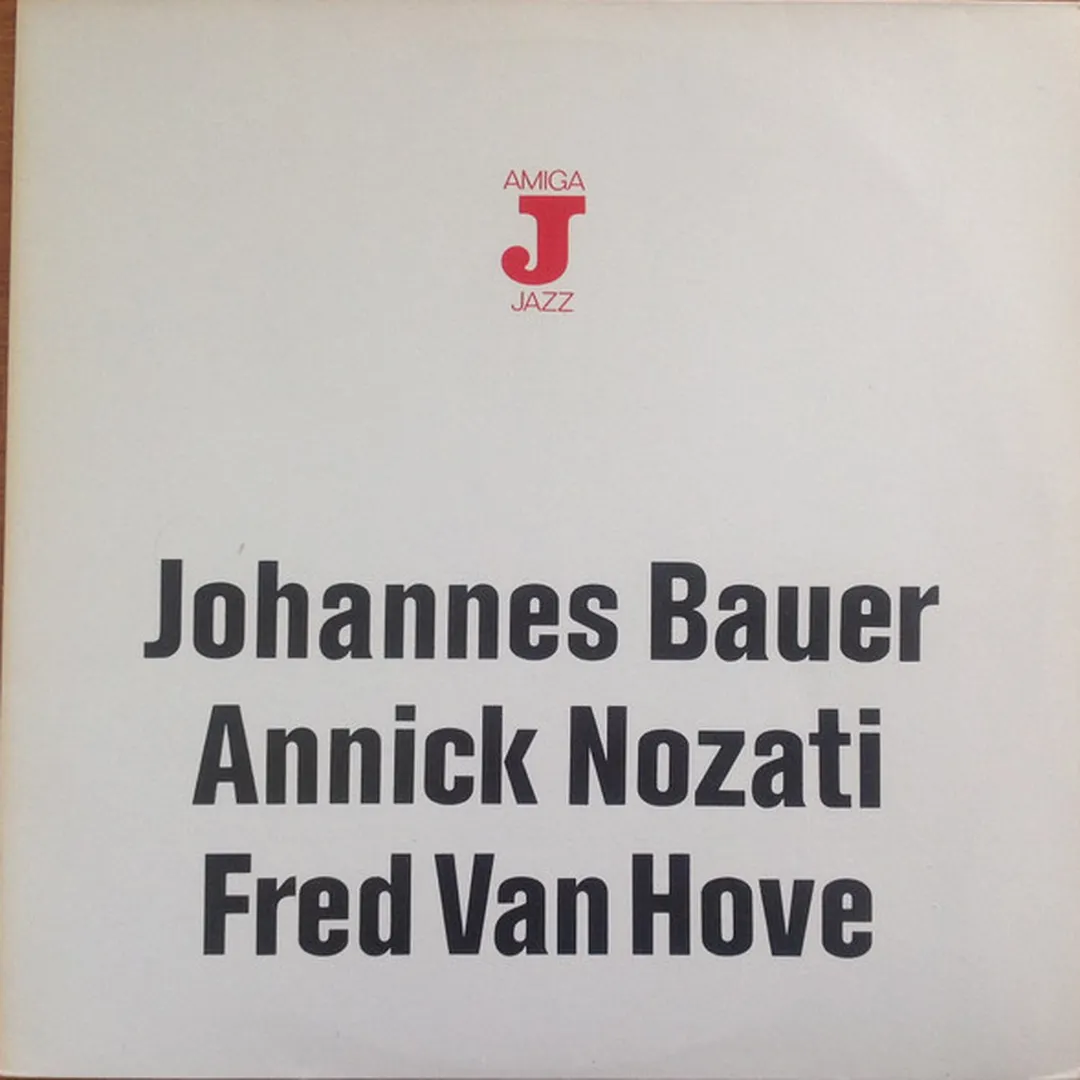 AMIGA
J
JAZZ
Johannes Bauer
Annick Nozati
Fred Van Hove